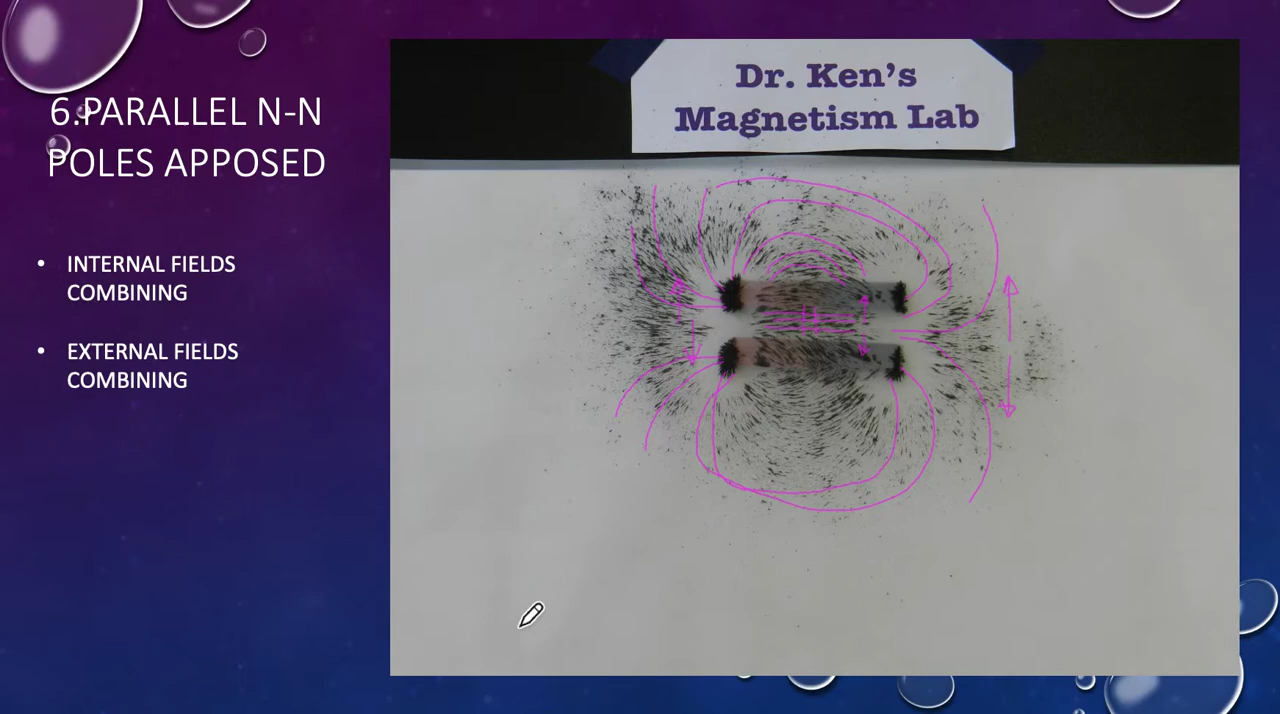 6.PARALLEL N-N
POLES APPOSED
• INTERNAL FIELDS
COMBINING
• EXTERNAL FIELDS
COMBINING
Dr. Ken's
Magnetism Lab